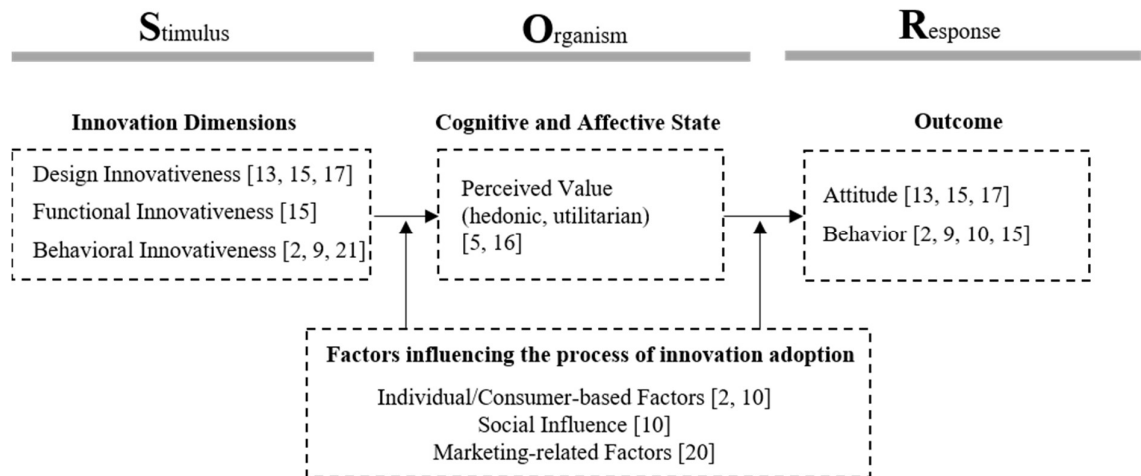 Stimulus
Organism
Response
Innovation Dimensions
Design Innovativeness [13, 15, 17]
Functional Innovativeness [15]
Behavioral Innovativeness [2, 9, 21]
Cognitive and Affective State
Perceived Value
(hedonic, utilitarian)
[5, 16]
Outcome
Attitude [13, 15, 17]
Behavior [2, 9, 10, 15]
Factors influencing the process of innovation adoption
Individual/Consumer-based Factors [2, 10]
Social Influence [10]
Marketing-related Factors [20]